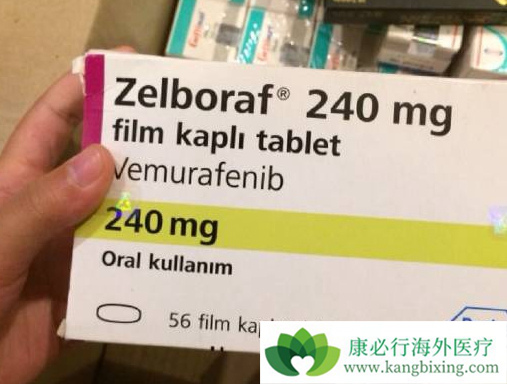 Zelboraf® 240 mg
film kaplı tablet
Vemurafenib
240 mg
Oral kullanım
56 film
康必行海外医疗
www.kangbixing.com